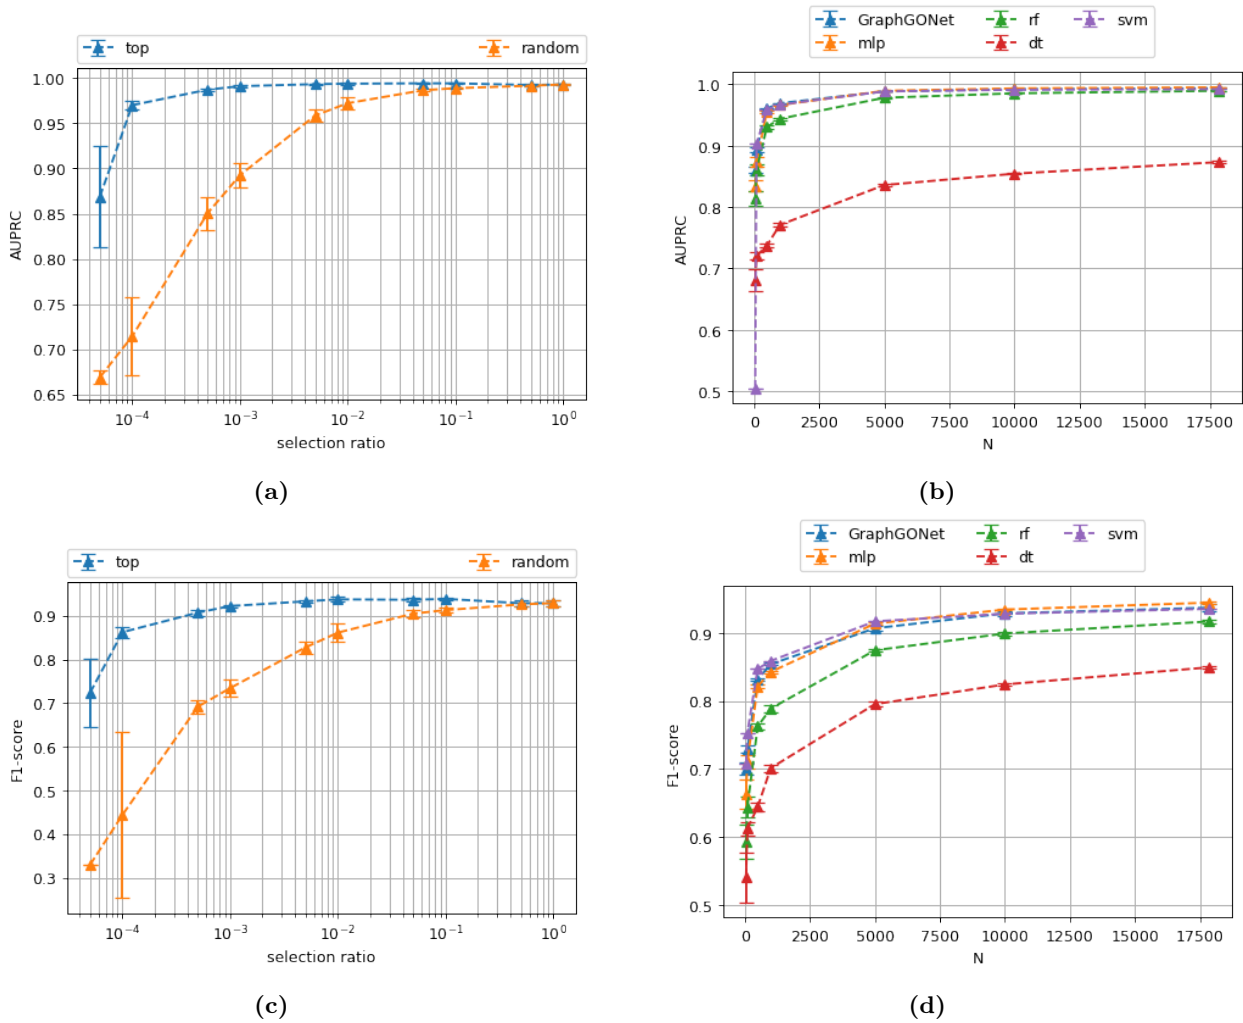 top random
1.00
0.95
0.90
0.85
0.80
0.75
0.70
0.65
AUPRC
10⁻⁴ 10⁻³ 10⁻² 10⁻¹ 10⁰
selection ratio
(a)
GraphGONet rf svm
mlp dt
1.0
0.9
0.8
0.7
0.6
0.5
AUPRC
0 2500 5000 7500 10000 12500 15000 17500
N
(b)
top random
0.9
0.8
0.7
0.6
0.5
0.4
0.3
F1-score
10⁻⁴ 10⁻³ 10⁻² 10⁻¹ 10⁰
selection ratio
(c)
GraphGONet rf svm
mlp dt
0.9
0.8
0.7
0.6
0.5
F1-score
0 2500 5000 7500 10000 12500 15000 17500
N
(d)